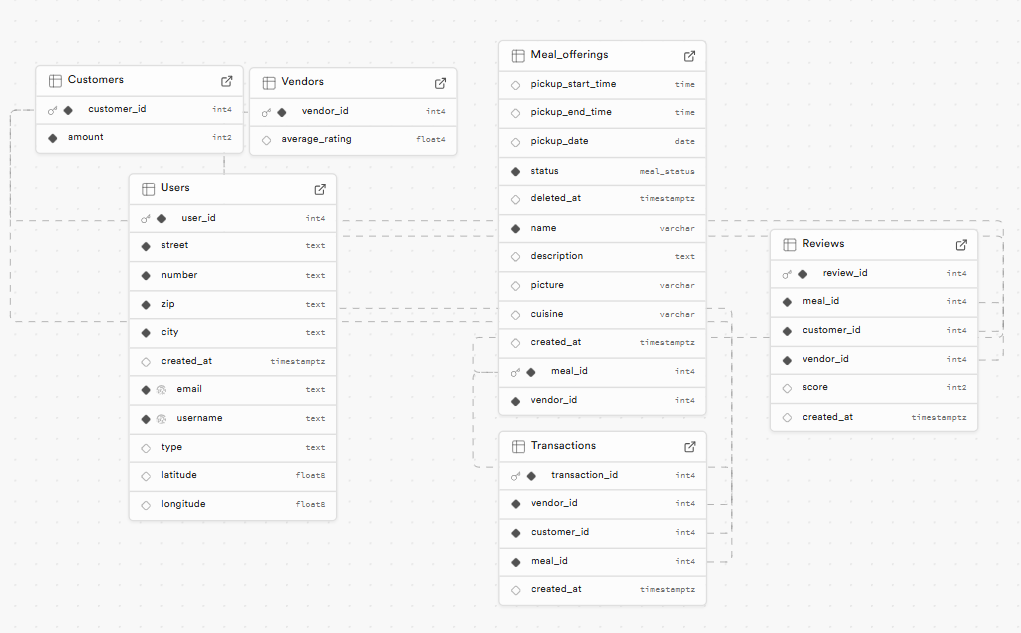 Customers
customer_id int4
amount int2
Vendors
vendor_id int4
average_rating float4
Users
user_id int4
street text
number text
zip text
city text
created_at timestamptz
email text
username text
type text
latitude float8
longitude float8
Meal_offerings
pickup_start_time time
pickup_end_time time
pickup_date date
status meal_status
deleted_at timestamptz
name varchar
description text
picture varchar
cuisine varchar
created_at timestamptz
meal_id int4
vendor_id int4
Transactions
transaction_id int4
vendor_id int4
customer_id int4
meal_id int4
created_at timestamptz
Reviews
review_id int4
meal_id int4
customer_id int4
vendor_id int4
score int2
created_at timestamptz